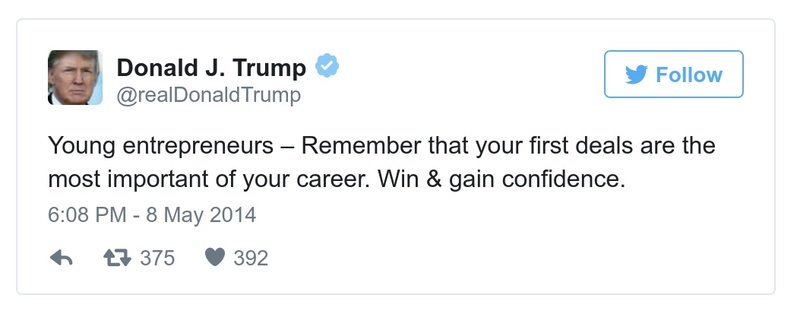 Donald J. Trump
Follow
@realDonaldTrump
Young entrepreneurs – Remember that your first deals are the
most important of your career. Win & gain confidence.
6:08 PM - 8 May 2014
375 392